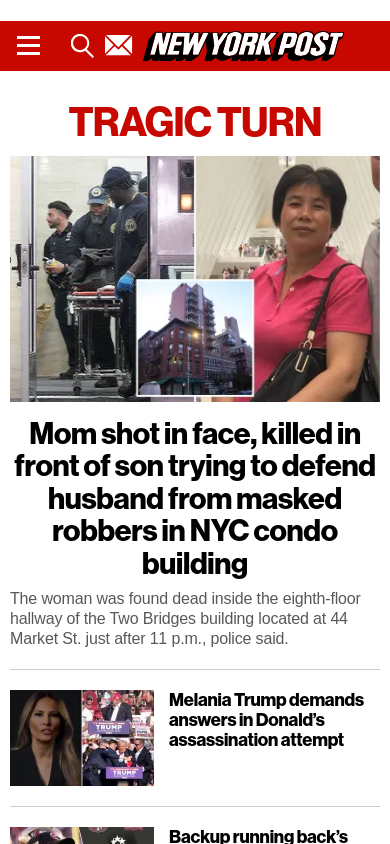 NEW YORK POST
TRAGIC TURN
Mom shot in face, killed in
front of son trying to defend
husband from masked
robbers in NYC condo
building
The woman was found dead inside the eighth-floor
hallway of the Two Bridges building located at 44
Market St. just after 11 p.m., police said.
Melania Trump demands
answers in Donald’s
assassination attempt
TRUMP
TRUMP
Backup running back’s